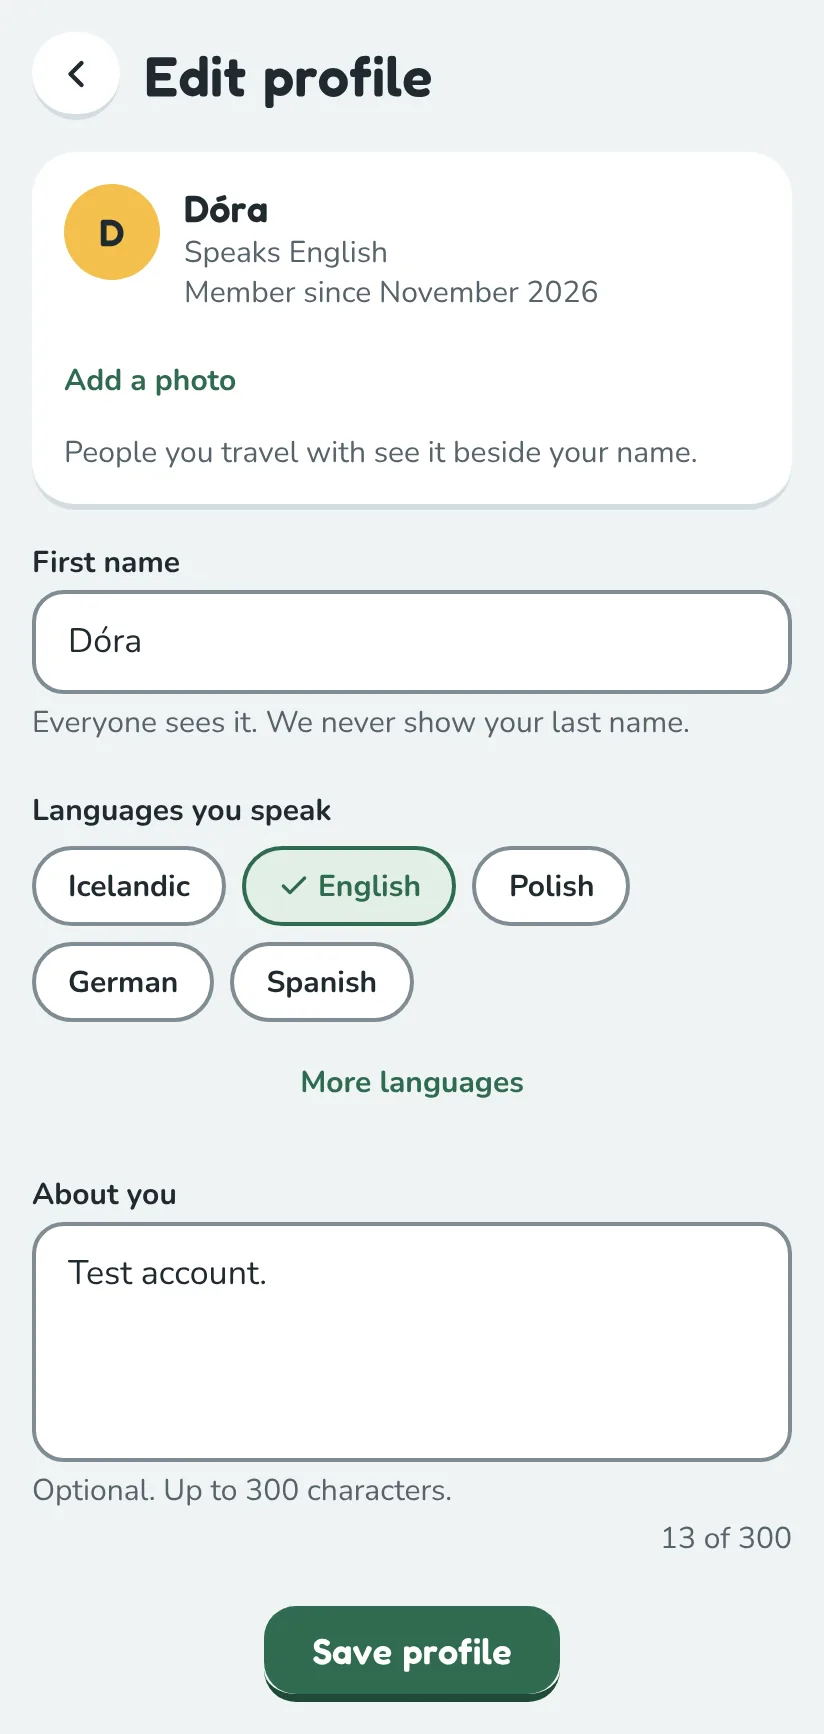 Edit profile
D
Dóra
Speaks English
Member since November 2026
Add a photo
People you travel with see it beside your name.
First name
Dóra
Everyone sees it. We never show your last name.
Languages you speak
Icelandic
English
Polish
German
Spanish
More languages
About you
Test account.
Optional. Up to 300 characters.
13 of 300
Save profile